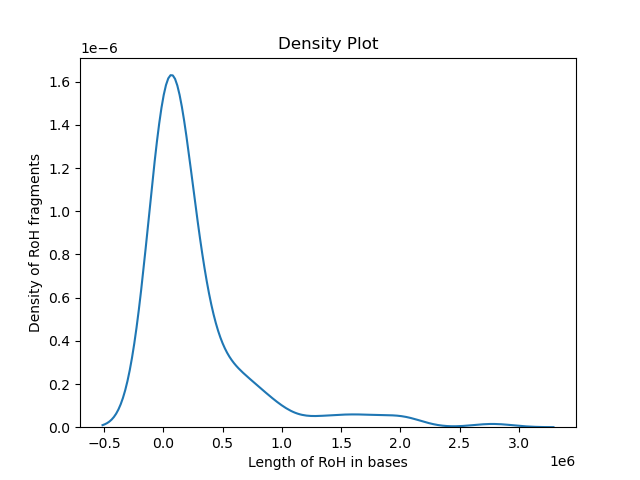 Density Plot
1e−6
1.6
1.4
1.2
1.0
0.8
0.6
0.4
0.2
0.0
Density of RoH fragments
−0.5 0.0 0.5 1.0 1.5 2.0 2.5 3.0
Length of RoH in bases
1e6